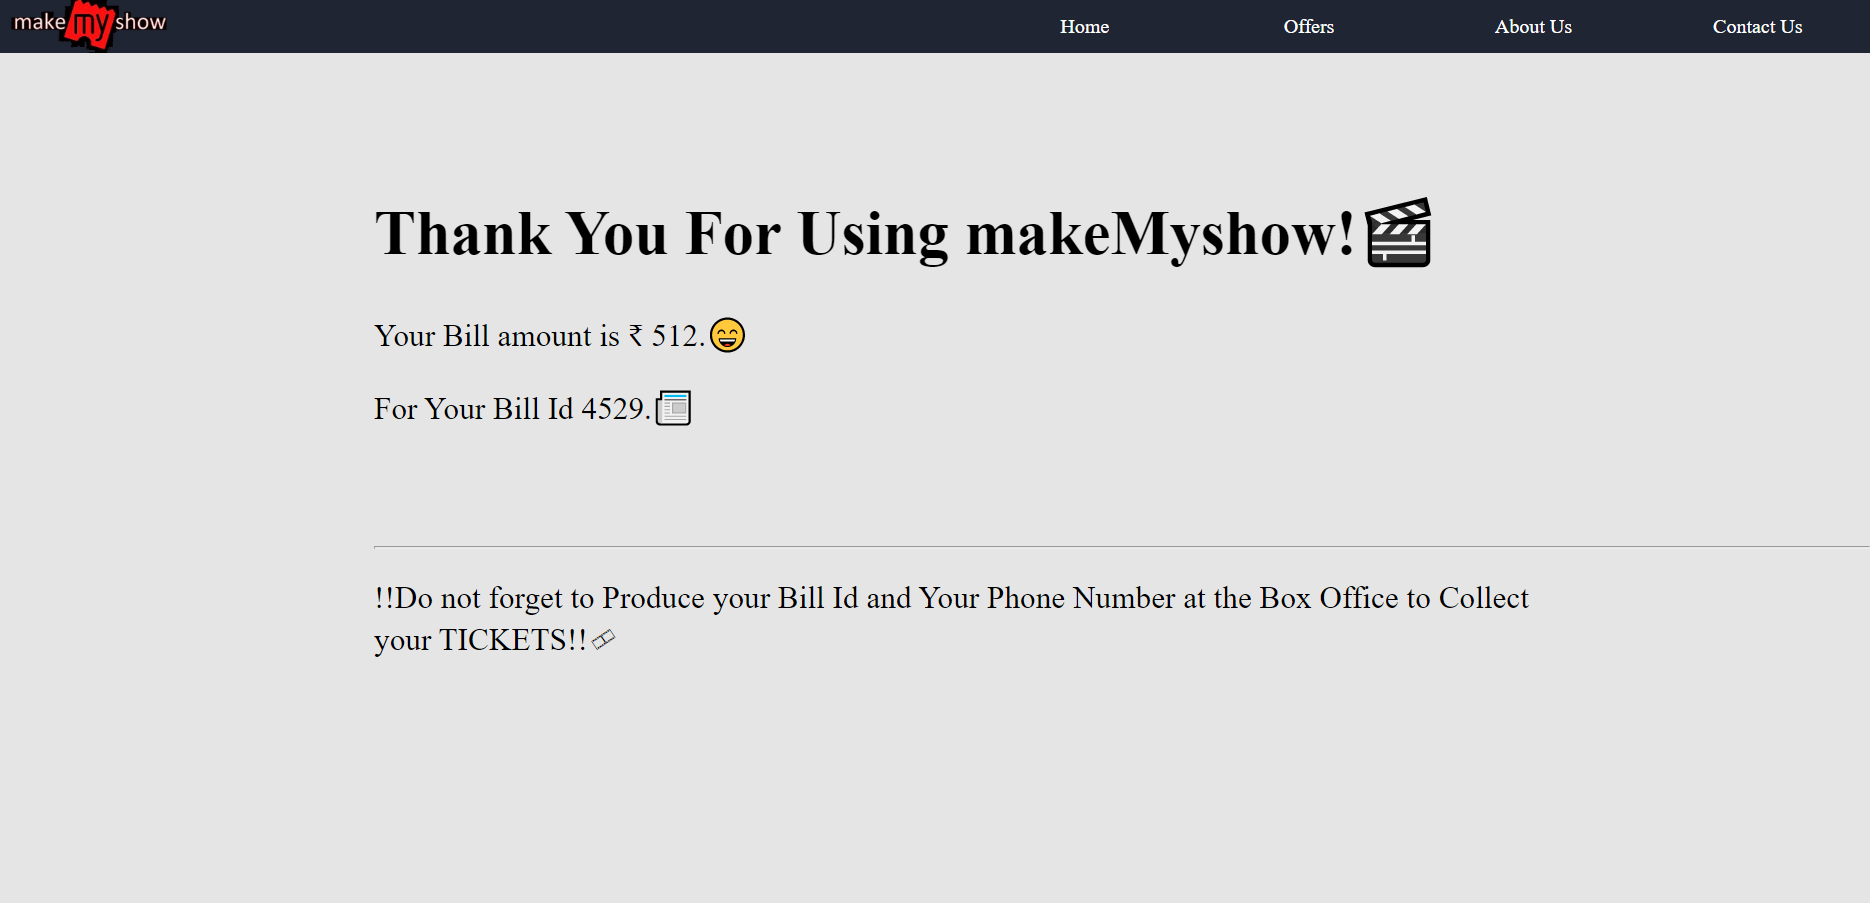 make my show
Home Offers About Us Contact Us
Thank You For Using makeMyshow!🎬
Your Bill amount is ₹ 512.😄
For Your Bill Id 4529.📰
!!Do not forget to Produce your Bill Id and Your Phone Number at the Box Office to Collect
your TICKETS!!🎞